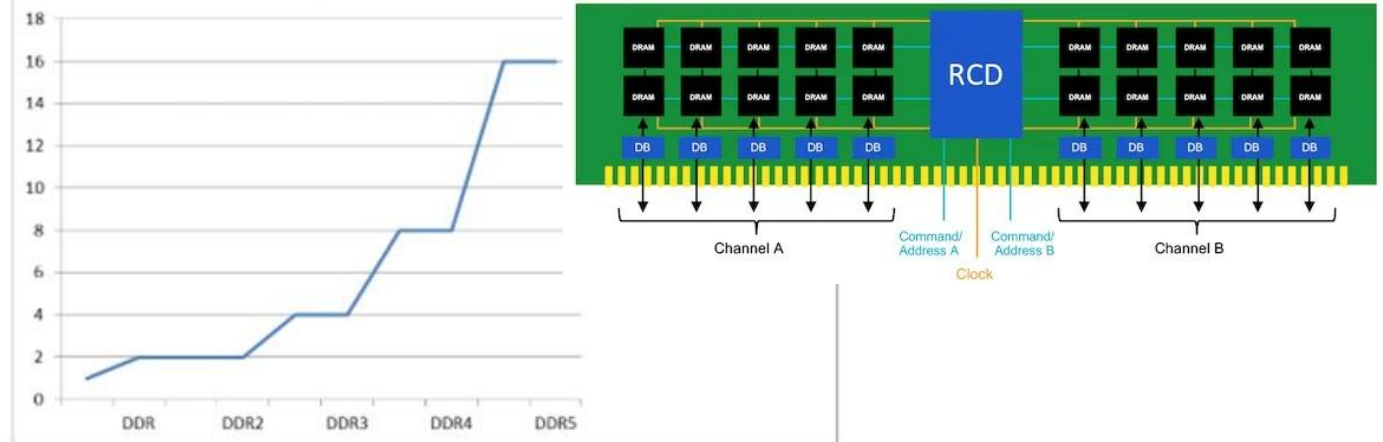 18
16
14
12
10
8
6
4
2
0
DDR DDR2 DDR3 DDR4 DDR5
DRAM DRAM DRAM DRAM DRAM
DRAM DRAM DRAM DRAM DRAM
DB DB DB DB DB
RCD
DRAM DRAM DRAM DRAM DRAM
DRAM DRAM DRAM DRAM DRAM
DB DB DB DB DB
Channel A
Command/
Address A
Clock
Command/
Address B
Channel B